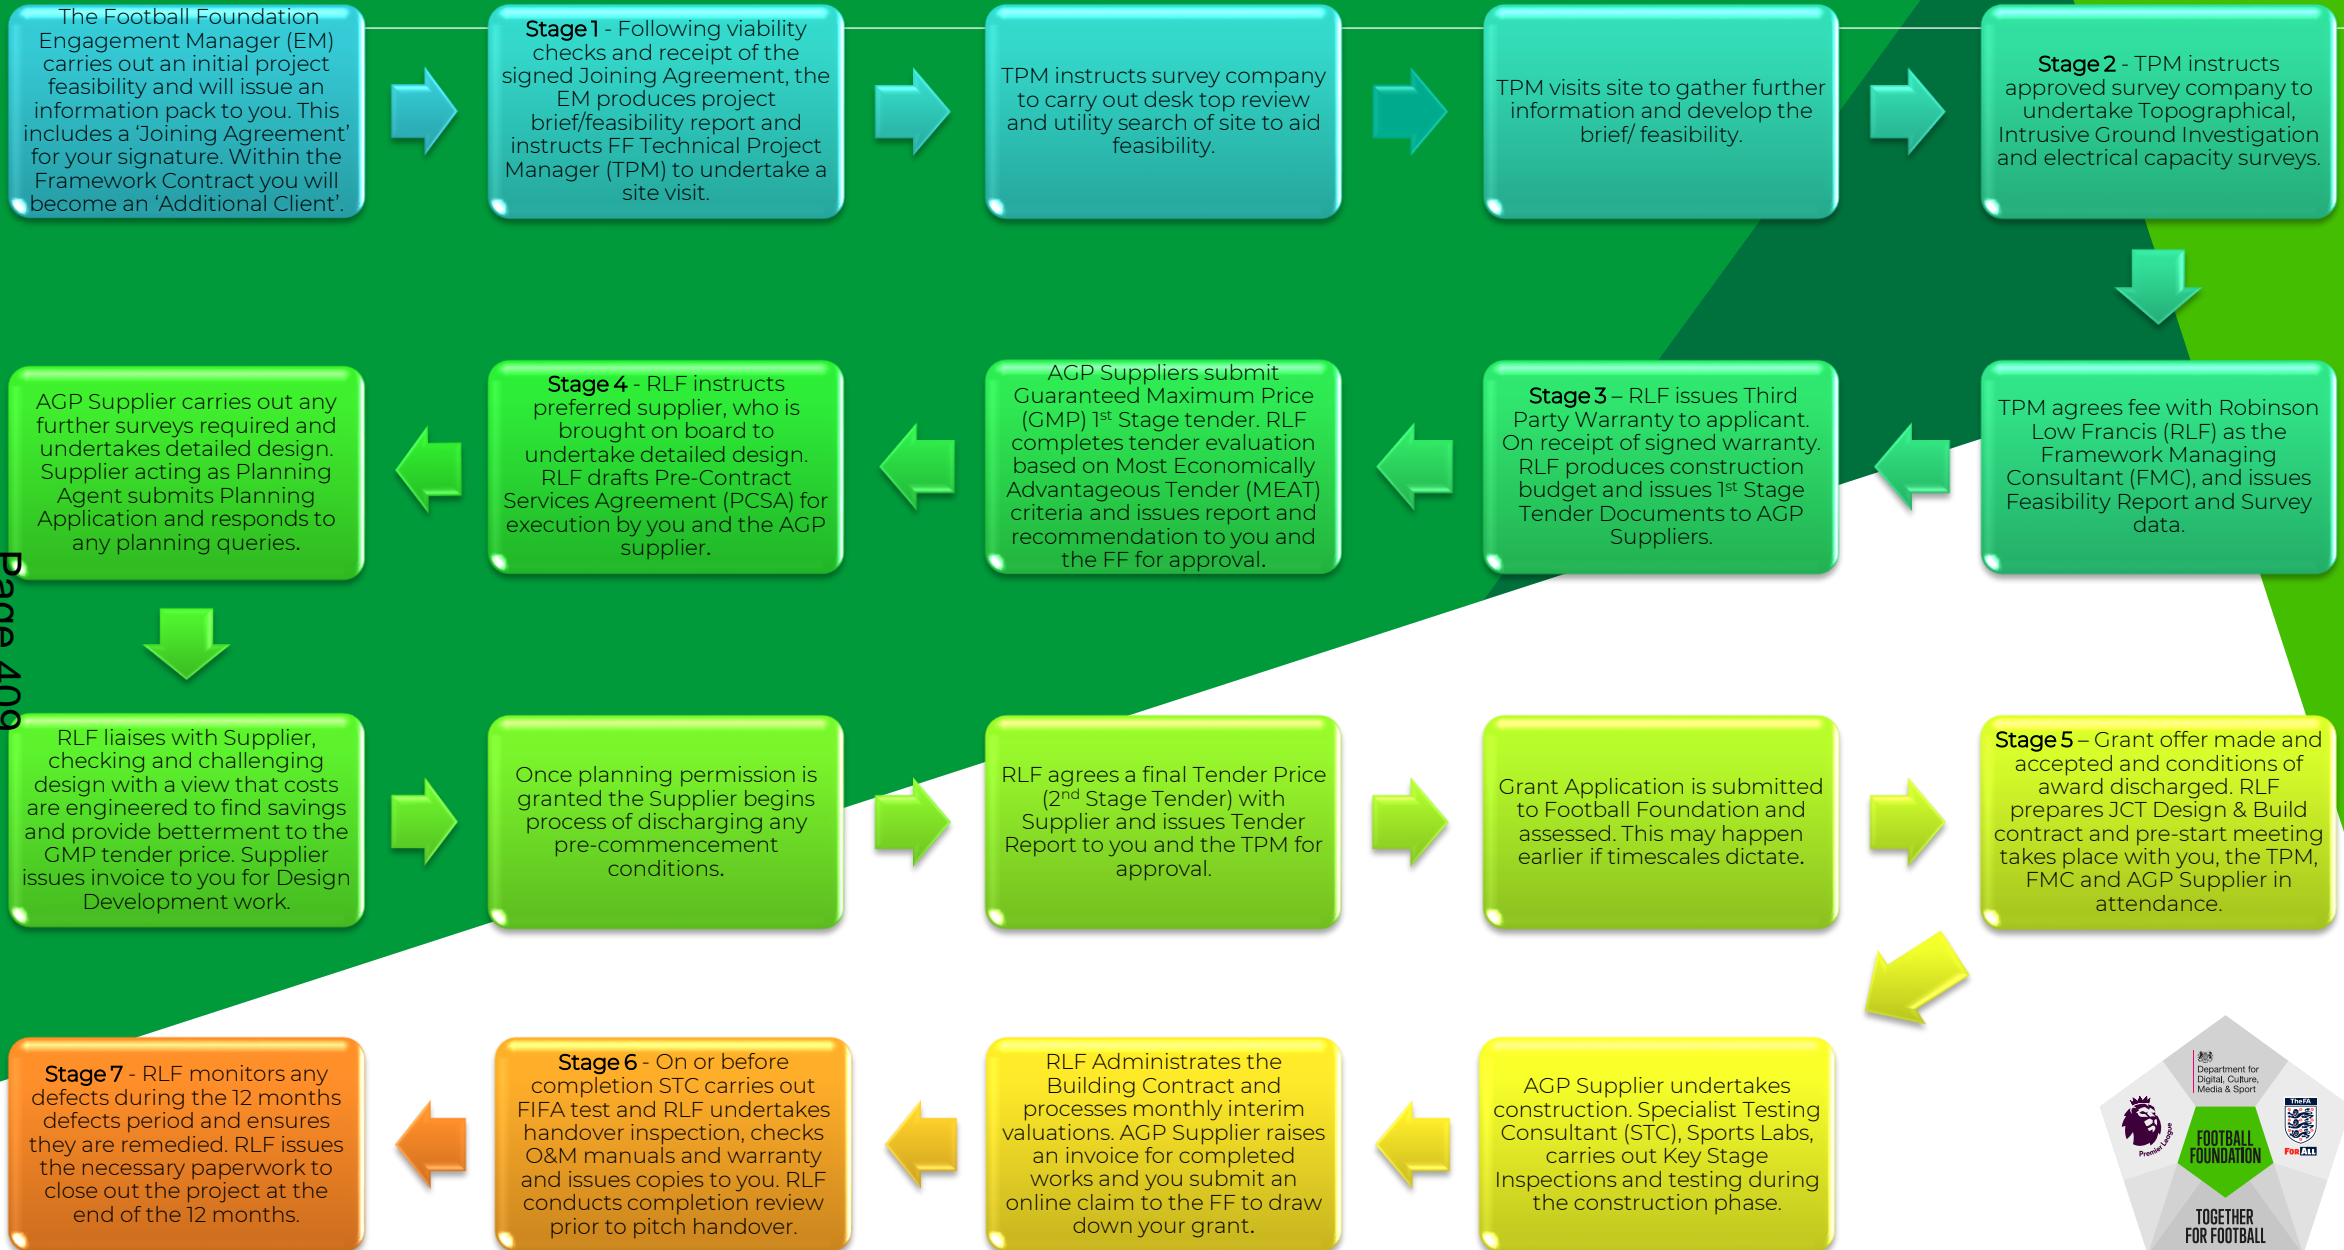 The Football Foundation
Engagement Manager (EM)
carries out an initial project
feasibility and will issue an
information pack to you. This
includes a ‘Joining Agreement’
for your signature. Within the
Framework Contract you will
become an ‘Additional Client’.
Stage 1 - Following viability
checks and receipt of the
signed Joining Agreement, the
EM produces project
brief/feasibility report and
instructs FF Technical Project
Manager (TPM) to undertake a
site visit.
TPM instructs survey company
to carry out desk top review
and utility search of site to aid
feasibility.
TPM visits site to gather further
information and develop the
brief/ feasibility.
Stage 2 - TPM instructs
approved survey company to
undertake Topographical,
Intrusive Ground Investigation
and electrical capacity surveys.
TPM agrees fee with Robinson
Low Francis (RLF) as the
Framework Managing
Consultant (FMC), and issues
Feasibility Report and Survey
data.
Stage 3 – RLF issues Third
Party Warranty to applicant.
On receipt of signed warranty.
RLF produces construction
budget and issues 1st Stage
Tender Documents to AGP
Suppliers.
AGP Suppliers submit
Guaranteed Maximum Price
(GMP) 1st Stage tender. RLF
completes tender evaluation
based on Most Economically
Advantageous Tender (MEAT)
criteria and issues report and
recommendation to you and
the FF for approval.
Stage 4 - RLF instructs
preferred supplier, who is
brought on board to
undertake detailed design.
RLF drafts Pre-Contract
Services Agreement (PCSA) for
execution by you and the AGP
supplier.
AGP Supplier carries out any
further surveys required and
undertakes detailed design.
Supplier acting as Planning
Agent submits Planning
Application and responds to
any planning queries.
Page 409
RLF liaises with Supplier,
checking and challenging
design with a view that costs
are engineered to find savings
and provide betterment to the
GMP tender price. Supplier
issues invoice to you for Design
Development work.
Once planning permission is
granted the Supplier begins
process of discharging any
pre-commencement
conditions.
RLF agrees a final Tender Price
(2nd Stage Tender) with
Supplier and issues Tender
Report to you and the TPM for
approval.
Grant Application is submitted
to Football Foundation and
assessed. This may happen
earlier if timescales dictate.
Stage 5 – Grant offer made and
accepted and conditions of
award discharged. RLF
prepares JCT Design & Build
contract and pre-start meeting
takes place with you, the TPM,
FMC and AGP Supplier in
attendance.
AGP Supplier undertakes
construction. Specialist Testing
Consultant (STC), Sports Labs,
carries out Key Stage
Inspections and testing during
the construction phase.
RLF Administrates the
Building Contract and
processes monthly interim
valuations. AGP Supplier raises
an invoice for completed
works and you submit an
online claim to the FF to draw
down your grant.
Stage 6 - On or before
completion STC carries out
FIFA test and RLF undertakes
handover inspection, checks
O&M manuals and warranty
and issues copies to you. RLF
conducts completion review
prior to pitch handover.
Stage 7 - RLF monitors any
defects during the 12 months
defects period and ensures
they are remedied. RLF issues
the necessary paperwork to
close out the project at the
end of the 12 months.
Department for
Digital, Culture,
Media & Sport
Premier League
The FA
FOR ALL
FOOTBALL
FOUNDATION
TOGETHER
FOR FOOTBALL